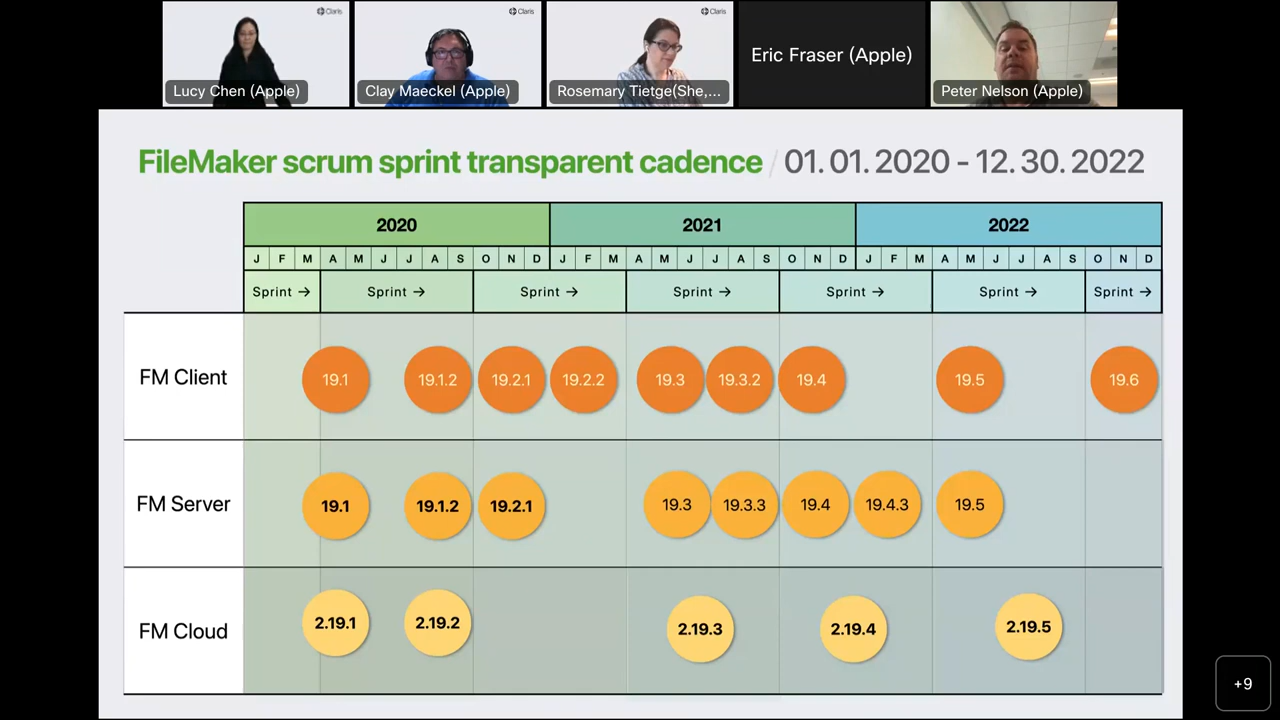 Claris
Claris
Claris
Lucy Chen (Apple)
Clay Maeckel (Apple)
Rosemary Tietge(She,...
Eric Fraser (Apple)
Peter Nelson (Apple)
FileMaker scrum sprint transparent cadence / 01. 01. 2020 - 12. 30. 2022
2020 2021 2022
J F M A M J J A S O N D J F M A M J J A S O N D J F M A M J J A S O N D
Sprint → Sprint → Sprint → Sprint → Sprint → Sprint → Sprint →
FM Client 19.1 19.1.2 19.2.1 19.2.2 19.3 19.3.2 19.4 19.5 19.6
FM Server 19.1 19.1.2 19.2.1 19.3 19.3.3 19.4 19.4.3 19.5
FM Cloud 2.19.1 2.19.2 2.19.3 2.19.4 2.19.5
+9